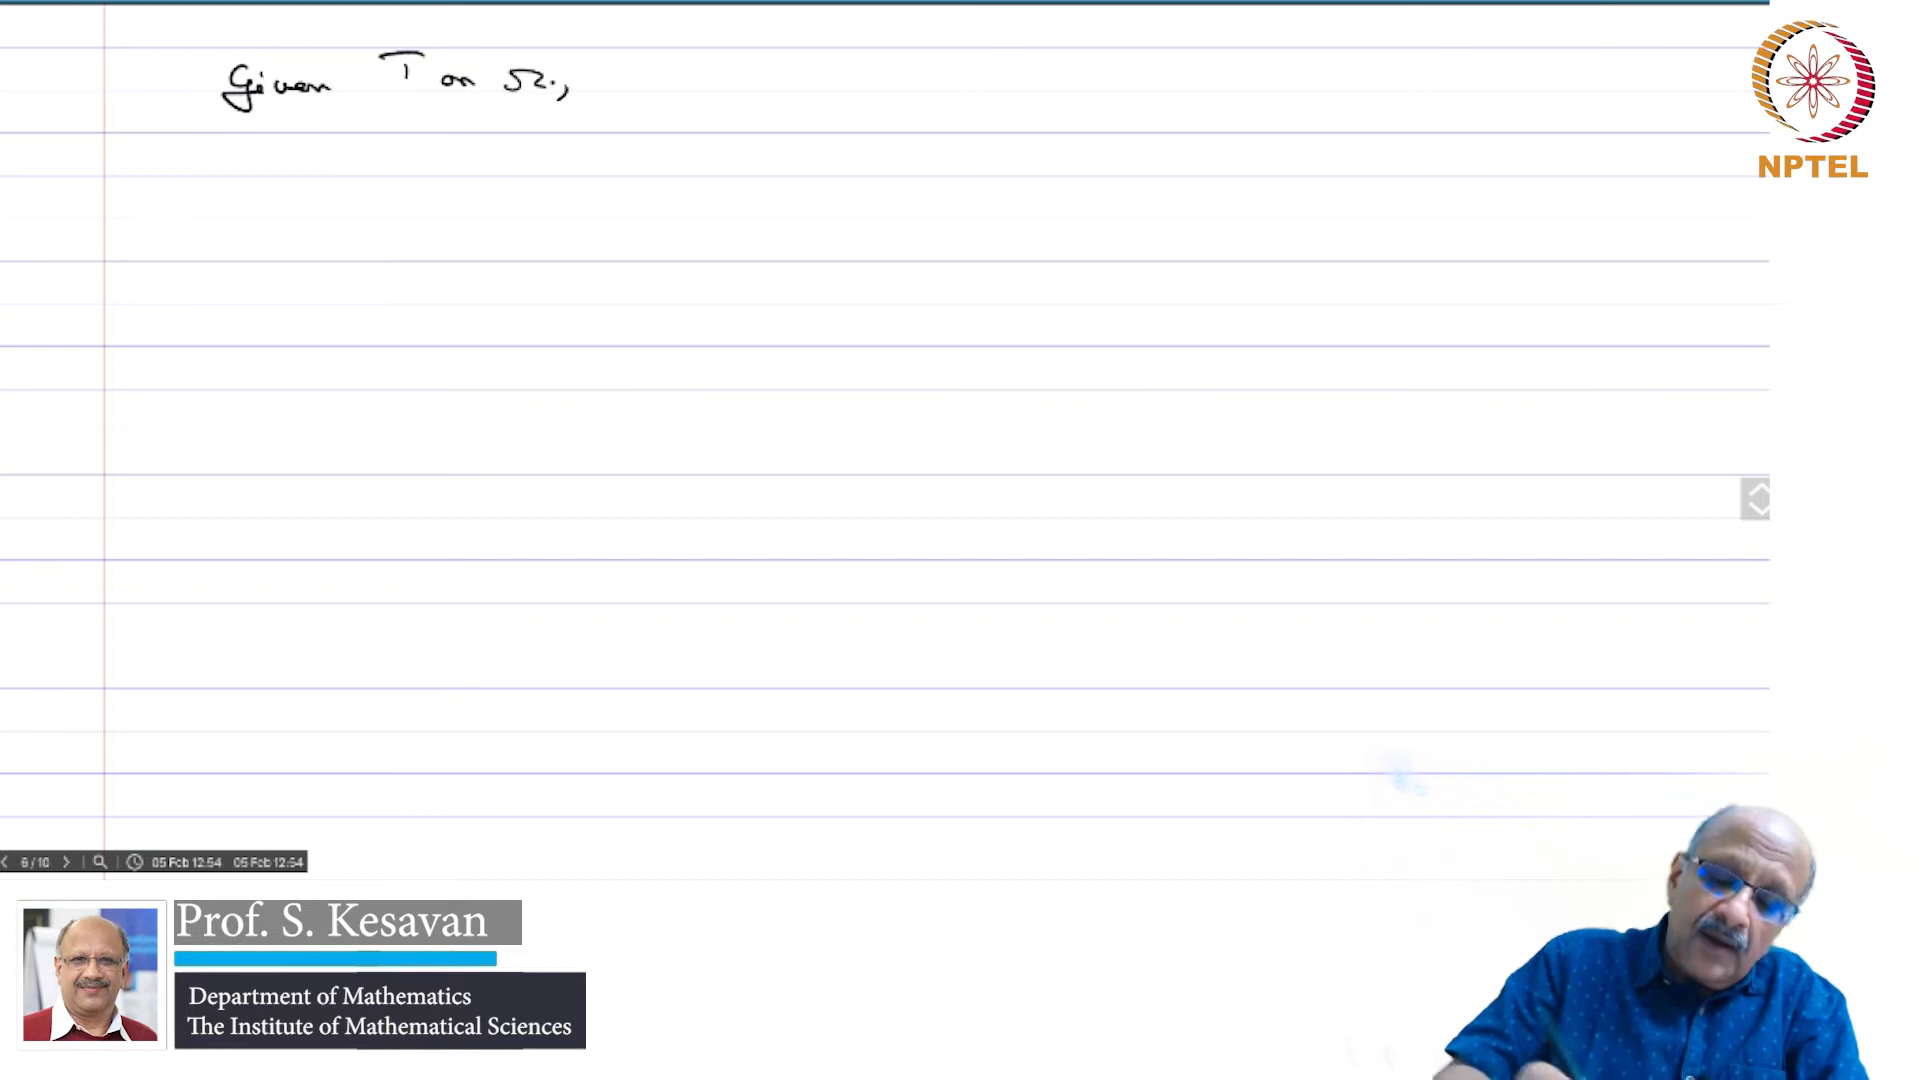 Given T on Ω,
NPTEL
6/10 05 Feb 12:54 05 Feb 12:54
Prof. S. Kesavan
Department of Mathematics
The Institute of Mathematical Sciences